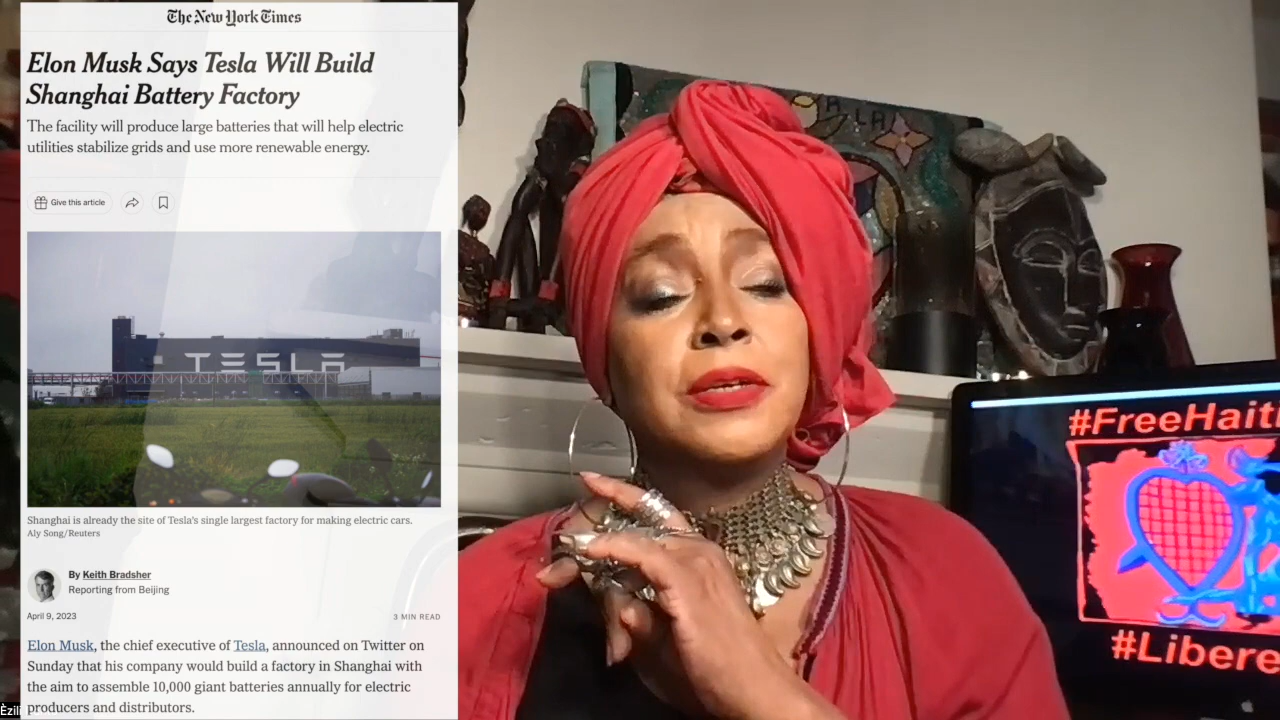 The New York Times
Elon Musk Says Tesla Will Build
Shanghai Battery Factory
The facility will produce large batteries that will help electric
utilities stabilize grids and use more renewable energy.
Give this article
TESLA
Shanghai is already the site of Tesla's single largest factory for making electric cars.
Aly Song/Reuters
By Keith Bradsher
Reporting from Beijing
April 9, 2023
3 MIN READ
Elon Musk, the chief executive of Tesla, announced on Twitter on
Sunday that his company would build a factory in Shanghai with
the aim to assemble 10,000 giant batteries annually for electric
producers and distributors.
Èzili
#FreeHaiti
#Libere